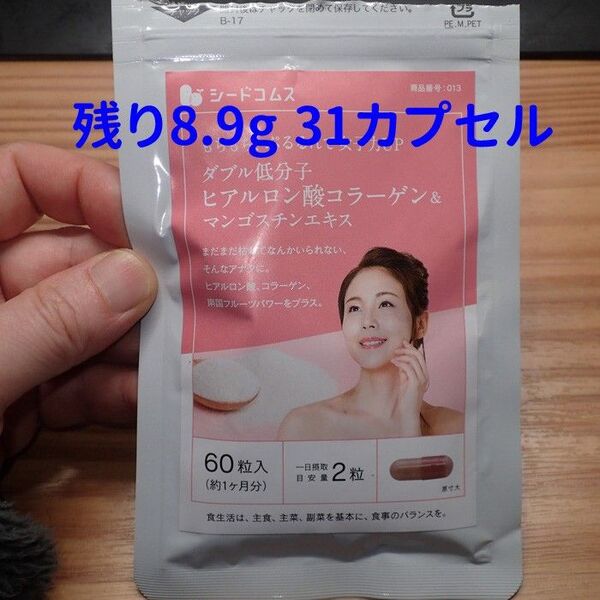 B-17
PE.M.PET
シードコムス
商品番号:013
残り8.9g 31カプセル
ダブル低分子
ヒアルロン酸コラーゲン&
マンゴスチンエキス
まだまだ枯れてなんかいられない、
そんなアナタに。
ヒアルロン酸、コラーゲン、
南国フルーツパワーをプラス。
60粒入
(約1ヶ月分)
一日摂取
目安量 2粒
原寸大
食生活は、主食、主菜、副菜を基本に、食事のバランスを。